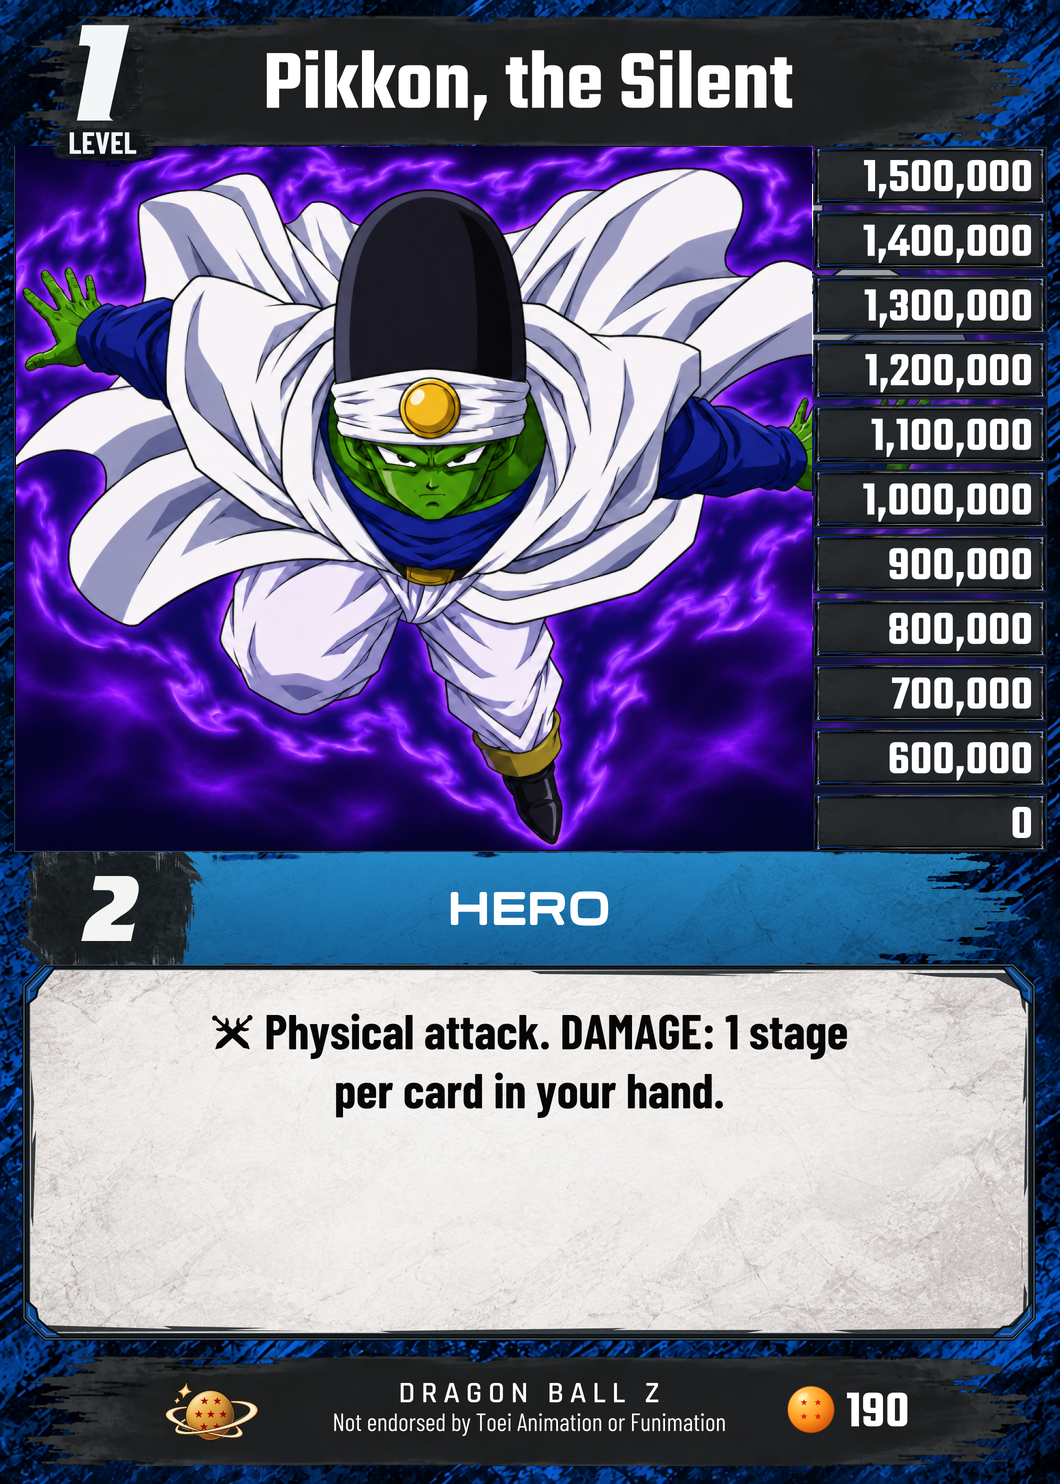 1
LEVEL
Pikkon, the Silent
1,500,000
1,400,000
1,300,000
1,200,000
1,100,000
1,000,000
900,000
800,000
700,000
600,000
0
2
HERO
Physical attack. DAMAGE: 1 stage
per card in your hand.
DRAGON BALL Z
Not endorsed by Toei Animation or Funimation
190